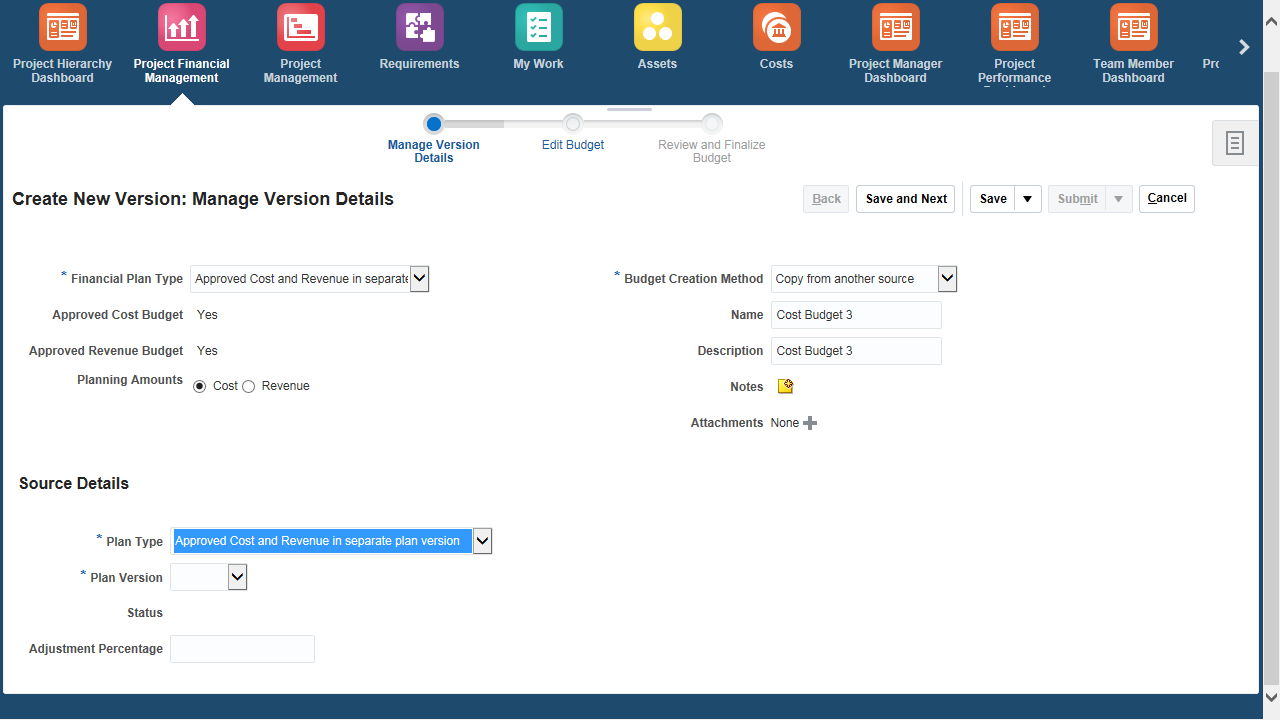 Project Hierarchy Dashboard
Project Financial Management
Project Management
Requirements
My Work
Assets
Costs
Project Manager Dashboard
Project Performance
Team Member Dashboard
Manage Version Details
Edit Budget
Review and Finalize Budget
Create New Version: Manage Version Details
Back
Save and Next
Save
Submit
Cancel
* Financial Plan Type Approved Cost and Revenue in separate
Approved Cost Budget Yes
Approved Revenue Budget Yes
Planning Amounts Cost Revenue
* Budget Creation Method Copy from another source
Name Cost Budget 3
Description Cost Budget 3
Notes
Attachments None
Source Details
* Plan Type Approved Cost and Revenue in separate plan version
* Plan Version
Status
Adjustment Percentage